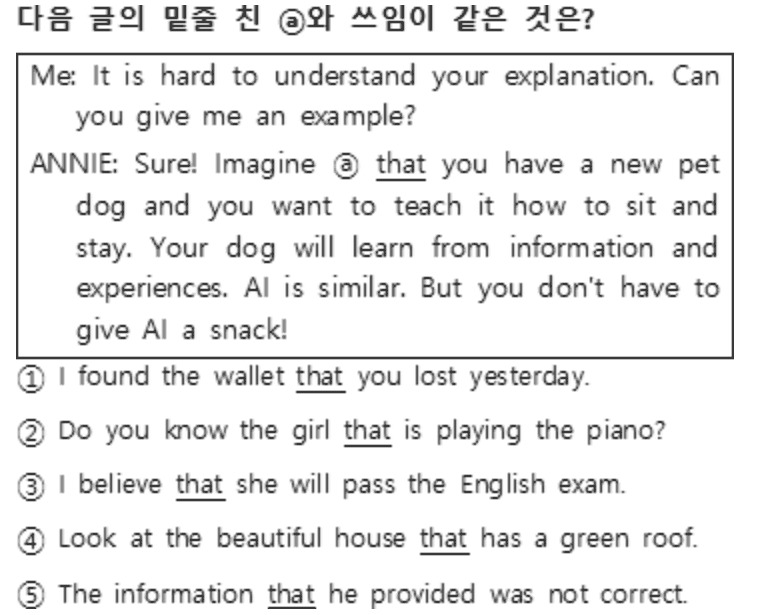 다음 글의 밑줄 친 ⓐ와 쓰임이 같은 것은?
Me: It is hard to understand your explanation. Can
you give me an example?
ANNIE: Sure! Imagine ⓐ that you have a new pet
dog and you want to teach it how to sit and
stay. Your dog will learn from information and
experiences. AI is similar. But you don't have to
give AI a snack!
① I found the wallet that you lost yesterday.
② Do you know the girl that is playing the piano?
③ I believe that she will pass the English exam.
④ Look at the beautiful house that has a green roof.
⑤ The information that he provided was not correct.